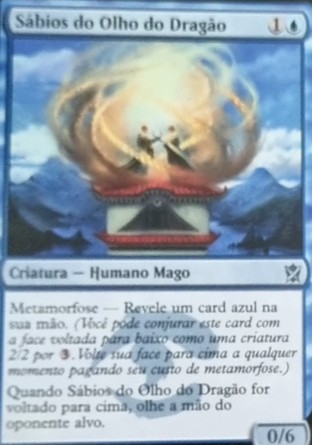 Sábios do Olho do Dragão 1
Criatura — Humano Mago
Metamorfose — Revele um card azul na
sua mão. (Você pode conjurar este card com
a face voltada para baixo como uma criatura
2/2 por 3. Volte sua face para cima a qualquer
momento pagando seu custo de metamorfose.)
Quando Sábios do Olho do Dragão for
voltado para cima, olhe a mão do
oponente alvo.
0/6